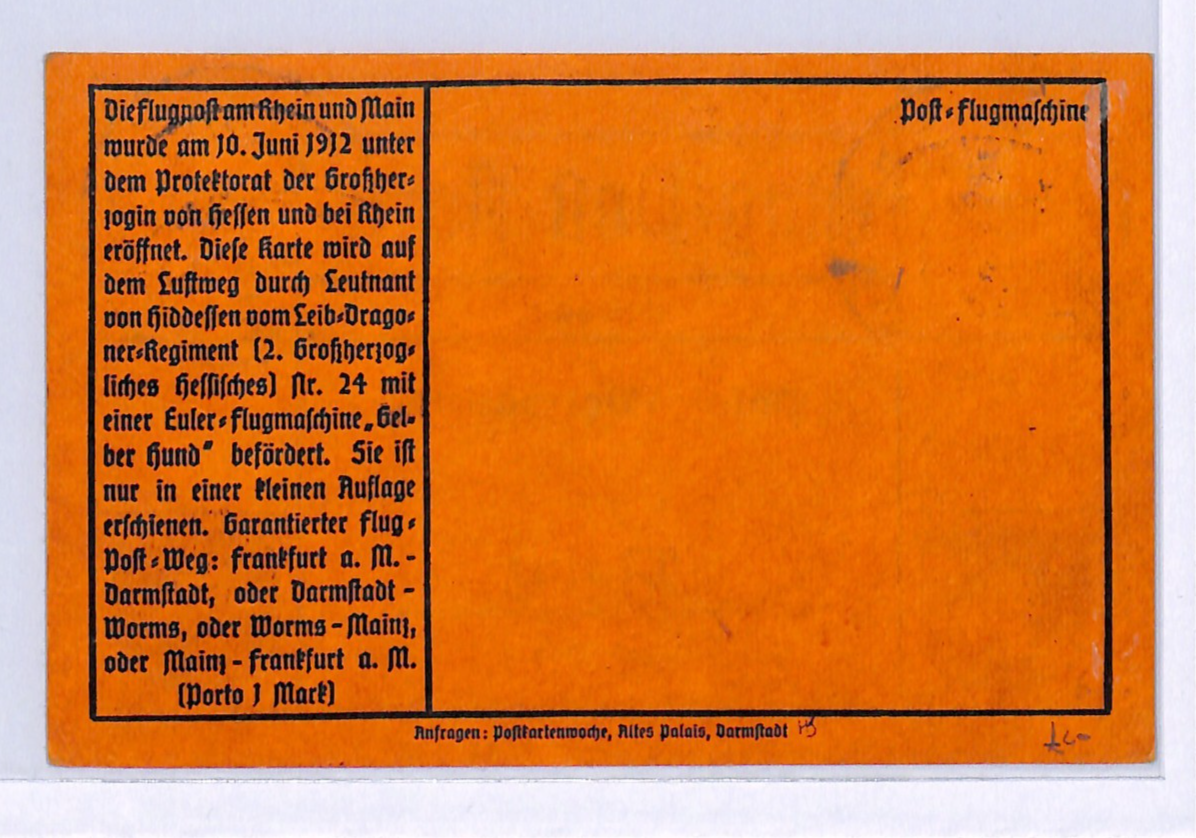 Die Flugpost am Rhein und Main
wurde am 10. Juni 1912 unter
dem Protektorat der Großher-
zogin von Hessen und bei Rhein
eröffnet. Diese Karte wird auf
dem Luftweg durch Leutnant
von Hiddessen vom Leib-Drago-
ner-Regiment (2. Großherzog-
liches Hessisches) Nr. 24 mit
einer Euler-Flugmaschine „Gel-
ber Hund" befördert. Sie ist
nur in einer kleinen Auflage
erschienen. Garantierter Flug-
Post-Weg: Frankfurt a. M. -
Darmstadt, oder Darmstadt -
Worms, oder Worms - Mainz,
oder Mainz - Frankfurt a. M.
(Porto 1 Mark)
Post-Flugmaschine
Anfragen: Postkartenwoche, Altes Palais, Darmstadt